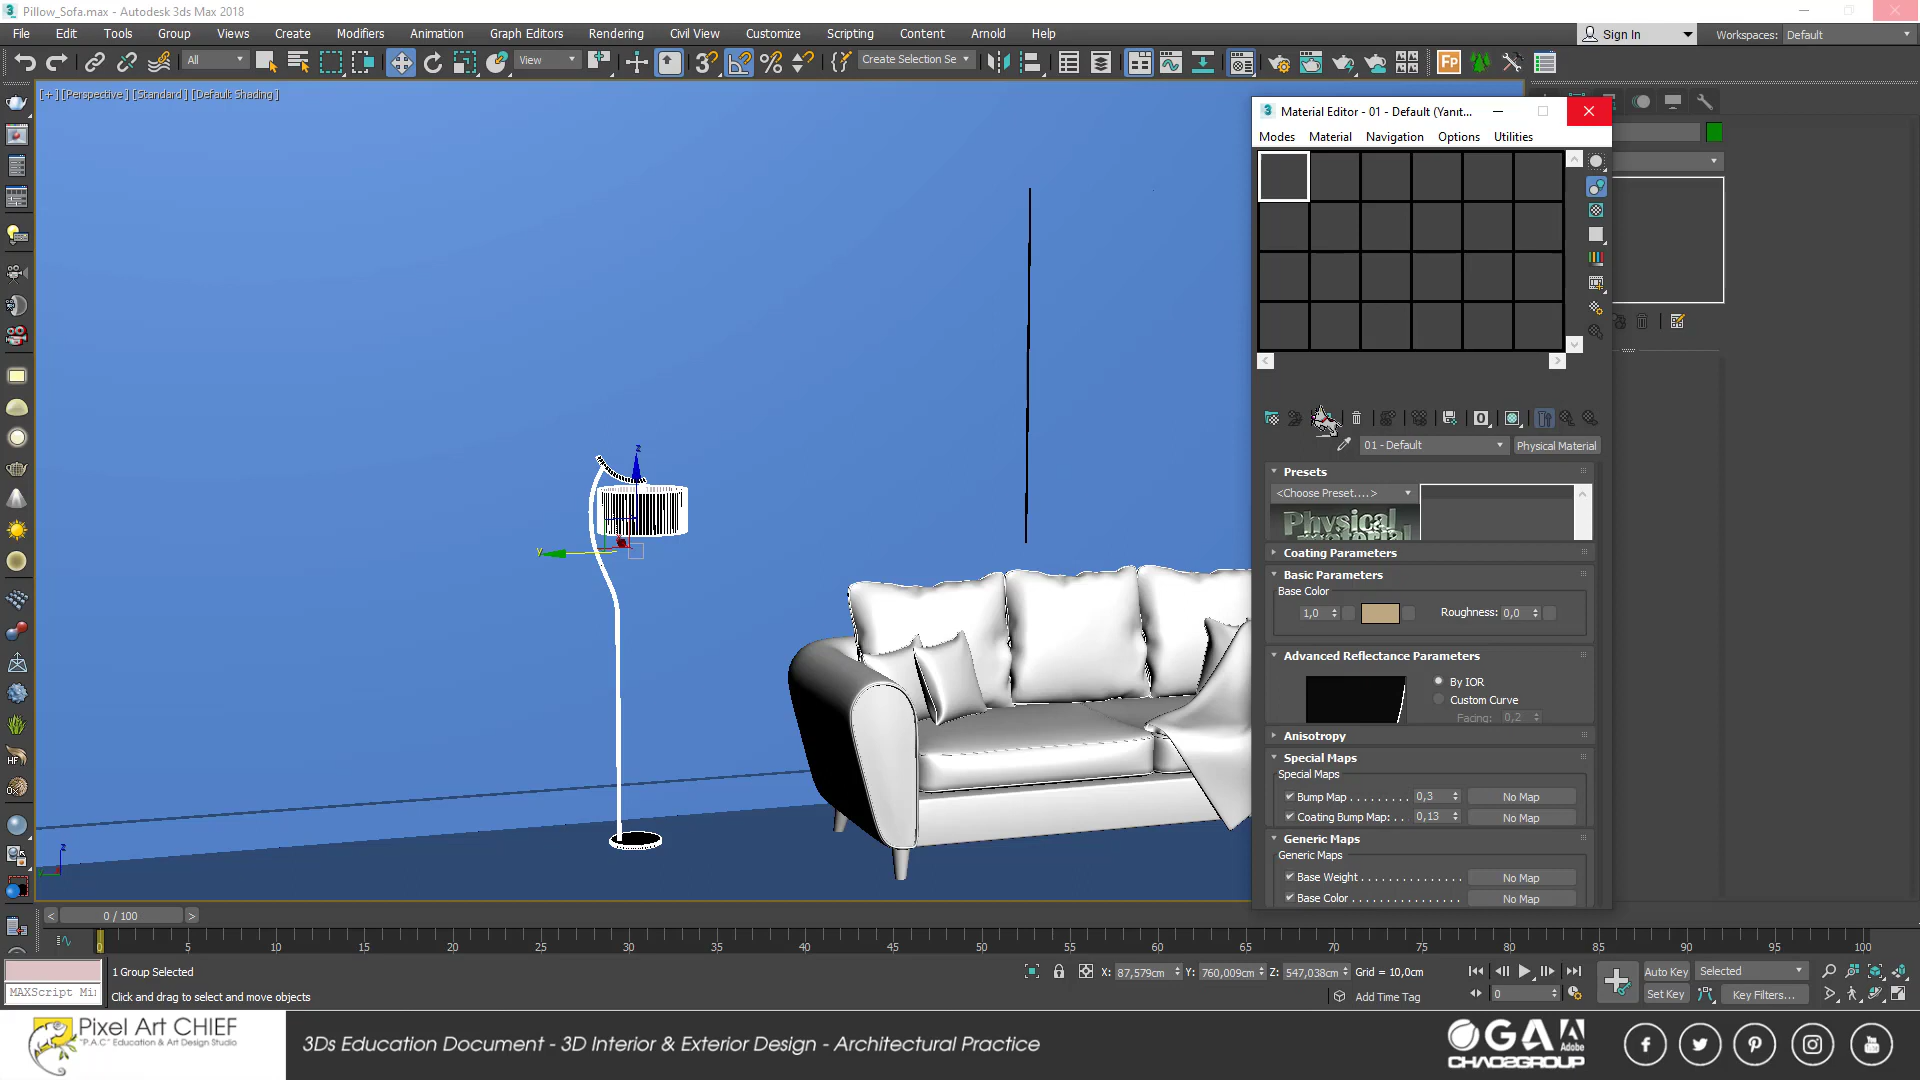 Pillow_Sofa.max - Autodesk 3ds Max 2018
File Edit Tools Group Views Create Modifiers Animation Graph Editors Rendering Civil View Customize Scripting Content Arnold Help
Sign In
Workspaces: Default
All
View
Create Selection Se
[+][Perspective][Standard][Default Shading]
Material Editor - 01 - Default (Yanıt...
Modes Material Navigation Options Utilities
01 - Default
Physical Material
Presets
<Choose Preset....>
Physical
material
Coating Parameters
Basic Parameters
Base Color
1,0
Roughness: 0,0
Advanced Reflectance Parameters
By IOR
Custom Curve
Facing: 0,2
Anisotropy
Special Maps
Special Maps
Bump Map . . . . . . . . . 0,3 No Map
Coating Bump Map: . . 0,13 No Map
Generic Maps
Generic Maps
Base Weight . . . . . . . . . . . . . . . No Map
Base Color . . . . . . . . . . . . . . . . No Map
z
y
z
< 0 / 100 >
0 5 10 15 20 25 30 35 40 45 50 55 60 65 70 75 80 85 90 95 100
1 Group Selected
MAXScript Mi
Click and drag to select and move objects
X: 87,579cm Y: 760,009cm Z: 547,038cm Grid = 10,0cm
Add Time Tag
0
Auto Key Selected
Set Key Key Filters...
Pixel Art CHIEF
"P.A.C" Education & Art Design Studio
3Ds Education Document - 3D Interior & Exterior Design - Architectural Practice
GA
Adobe
CHAOSGROUP